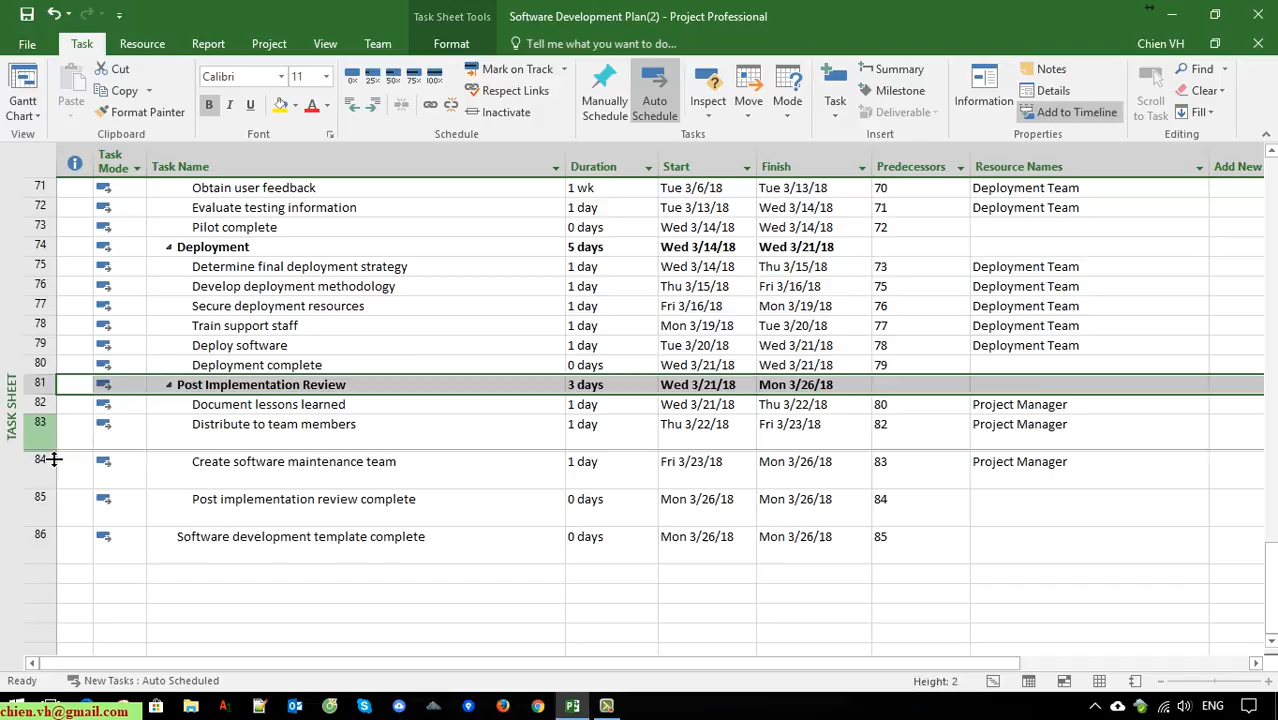 Task Sheet Tools
Software Development Plan(2) - Project Professional
File Task Resource Report Project View Team Format Tell me what you want to do... Chien VH
Gantt Chart
View
Paste
Cut
Copy
Format Painter
Clipboard
Calibri 11
B I U A
Font
0% 25% 50% 75% 100%
Mark on Track
Respect Links
Inactivate
Schedule
Manually Schedule
Auto Schedule
Inspect
Move
Mode
Tasks
Task
Summary
Milestone
Deliverable
Insert
Information
Notes
Details
Add to Timeline
Properties
Scroll to Task
Find
Clear
Fill
Editing
Task Mode Task Name Duration Start Finish Predecessors Resource Names Add New
71 Obtain user feedback 1 wk Tue 3/6/18 Tue 3/13/18 70 Deployment Team
72 Evaluate testing information 1 day Tue 3/13/18 Wed 3/14/18 71 Deployment Team
73 Pilot complete 0 days Wed 3/14/18 Wed 3/14/18 72
74 Deployment 5 days Wed 3/14/18 Wed 3/21/18
75 Determine final deployment strategy 1 day Wed 3/14/18 Thu 3/15/18 73 Deployment Team
76 Develop deployment methodology 1 day Thu 3/15/18 Fri 3/16/18 75 Deployment Team
77 Secure deployment resources 1 day Fri 3/16/18 Mon 3/19/18 76 Deployment Team
78 Train support staff 1 day Mon 3/19/18 Tue 3/20/18 77 Deployment Team
79 Deploy software 1 day Tue 3/20/18 Wed 3/21/18 78 Deployment Team
80 Deployment complete 0 days Wed 3/21/18 Wed 3/21/18 79
81 Post Implementation Review 3 days Wed 3/21/18 Mon 3/26/18
82 Document lessons learned 1 day Wed 3/21/18 Thu 3/22/18 80 Project Manager
83 Distribute to team members 1 day Thu 3/22/18 Fri 3/23/18 82 Project Manager
84 Create software maintenance team 1 day Fri 3/23/18 Mon 3/26/18 83 Project Manager
85 Post implementation review complete 0 days Mon 3/26/18 Mon 3/26/18 84
86 Software development template complete 0 days Mon 3/26/18 Mon 3/26/18 85
TASK SHEET
Ready New Tasks : Auto Scheduled Height: 2
chien.vh@gmail.com ENG